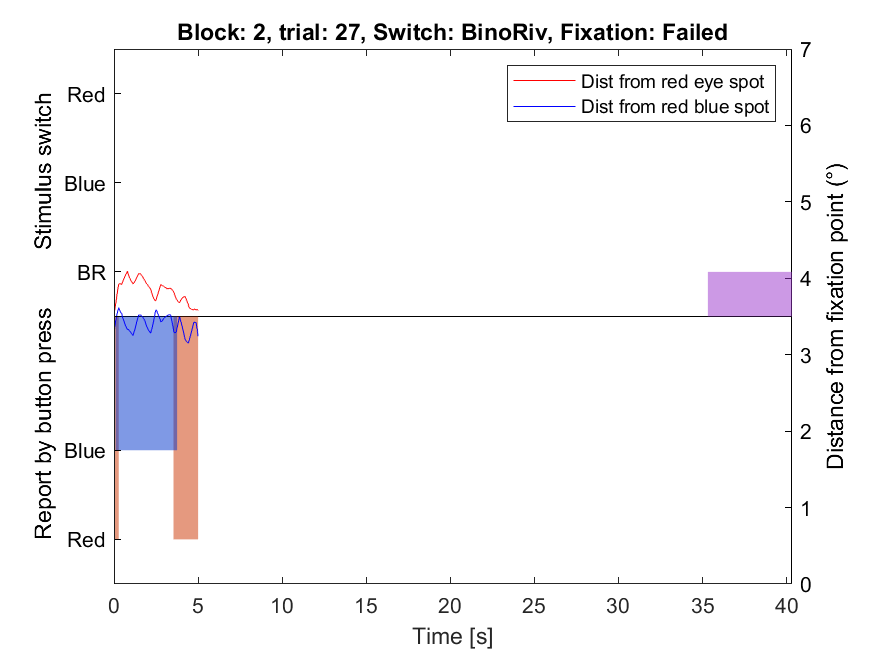 Block: 2, trial: 27, Switch: BinoRiv, Fixation: Failed
Dist from red eye spot
Dist from red blue spot
Stimulus switch
Red
Blue
BR
Report by button press
Blue
Red
7
6
5
4
3
2
1
0
Distance from fixation point (°)
0 5 10 15 20 25 30 35 40
Time [s]